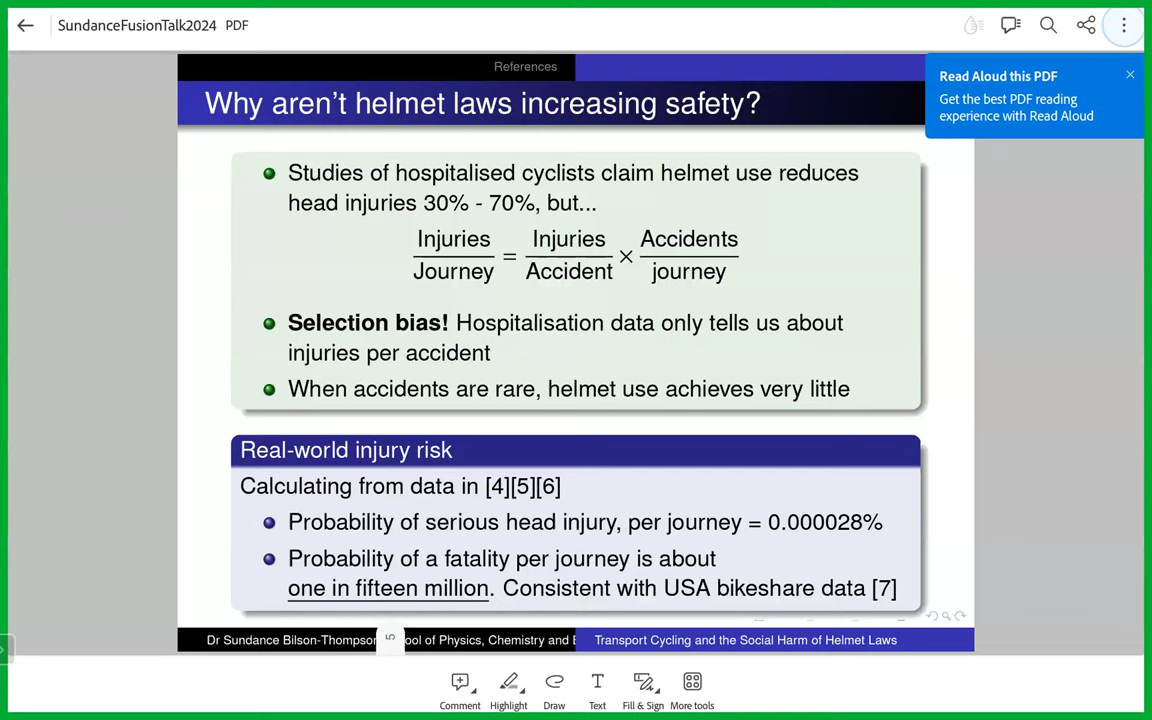 SundanceFusionTalk2024 PDF
Read Aloud this PDF
Get the best PDF reading
experience with Read Aloud
References
Why aren't helmet laws increasing safety?
Studies of hospitalised cyclists claim helmet use reduces
head injuries 30% - 70%, but...
Injuries / Journey = Injuries / Accident × Accidents / journey
Selection bias! Hospitalisation data only tells us about
injuries per accident
When accidents are rare, helmet use achieves very little
Real-world injury risk
Calculating from data in [4][5][6]
Probability of serious head injury, per journey = 0.000028%
Probability of a fatality per journey is about
one in fifteen million. Consistent with USA bikeshare data [7]
Dr Sundance Bilson-Thompson 5 of Physics, Chemistry and Transport Cycling and the Social Harm of Helmet Laws
Comment Highlight Draw Text Fill & Sign More tools